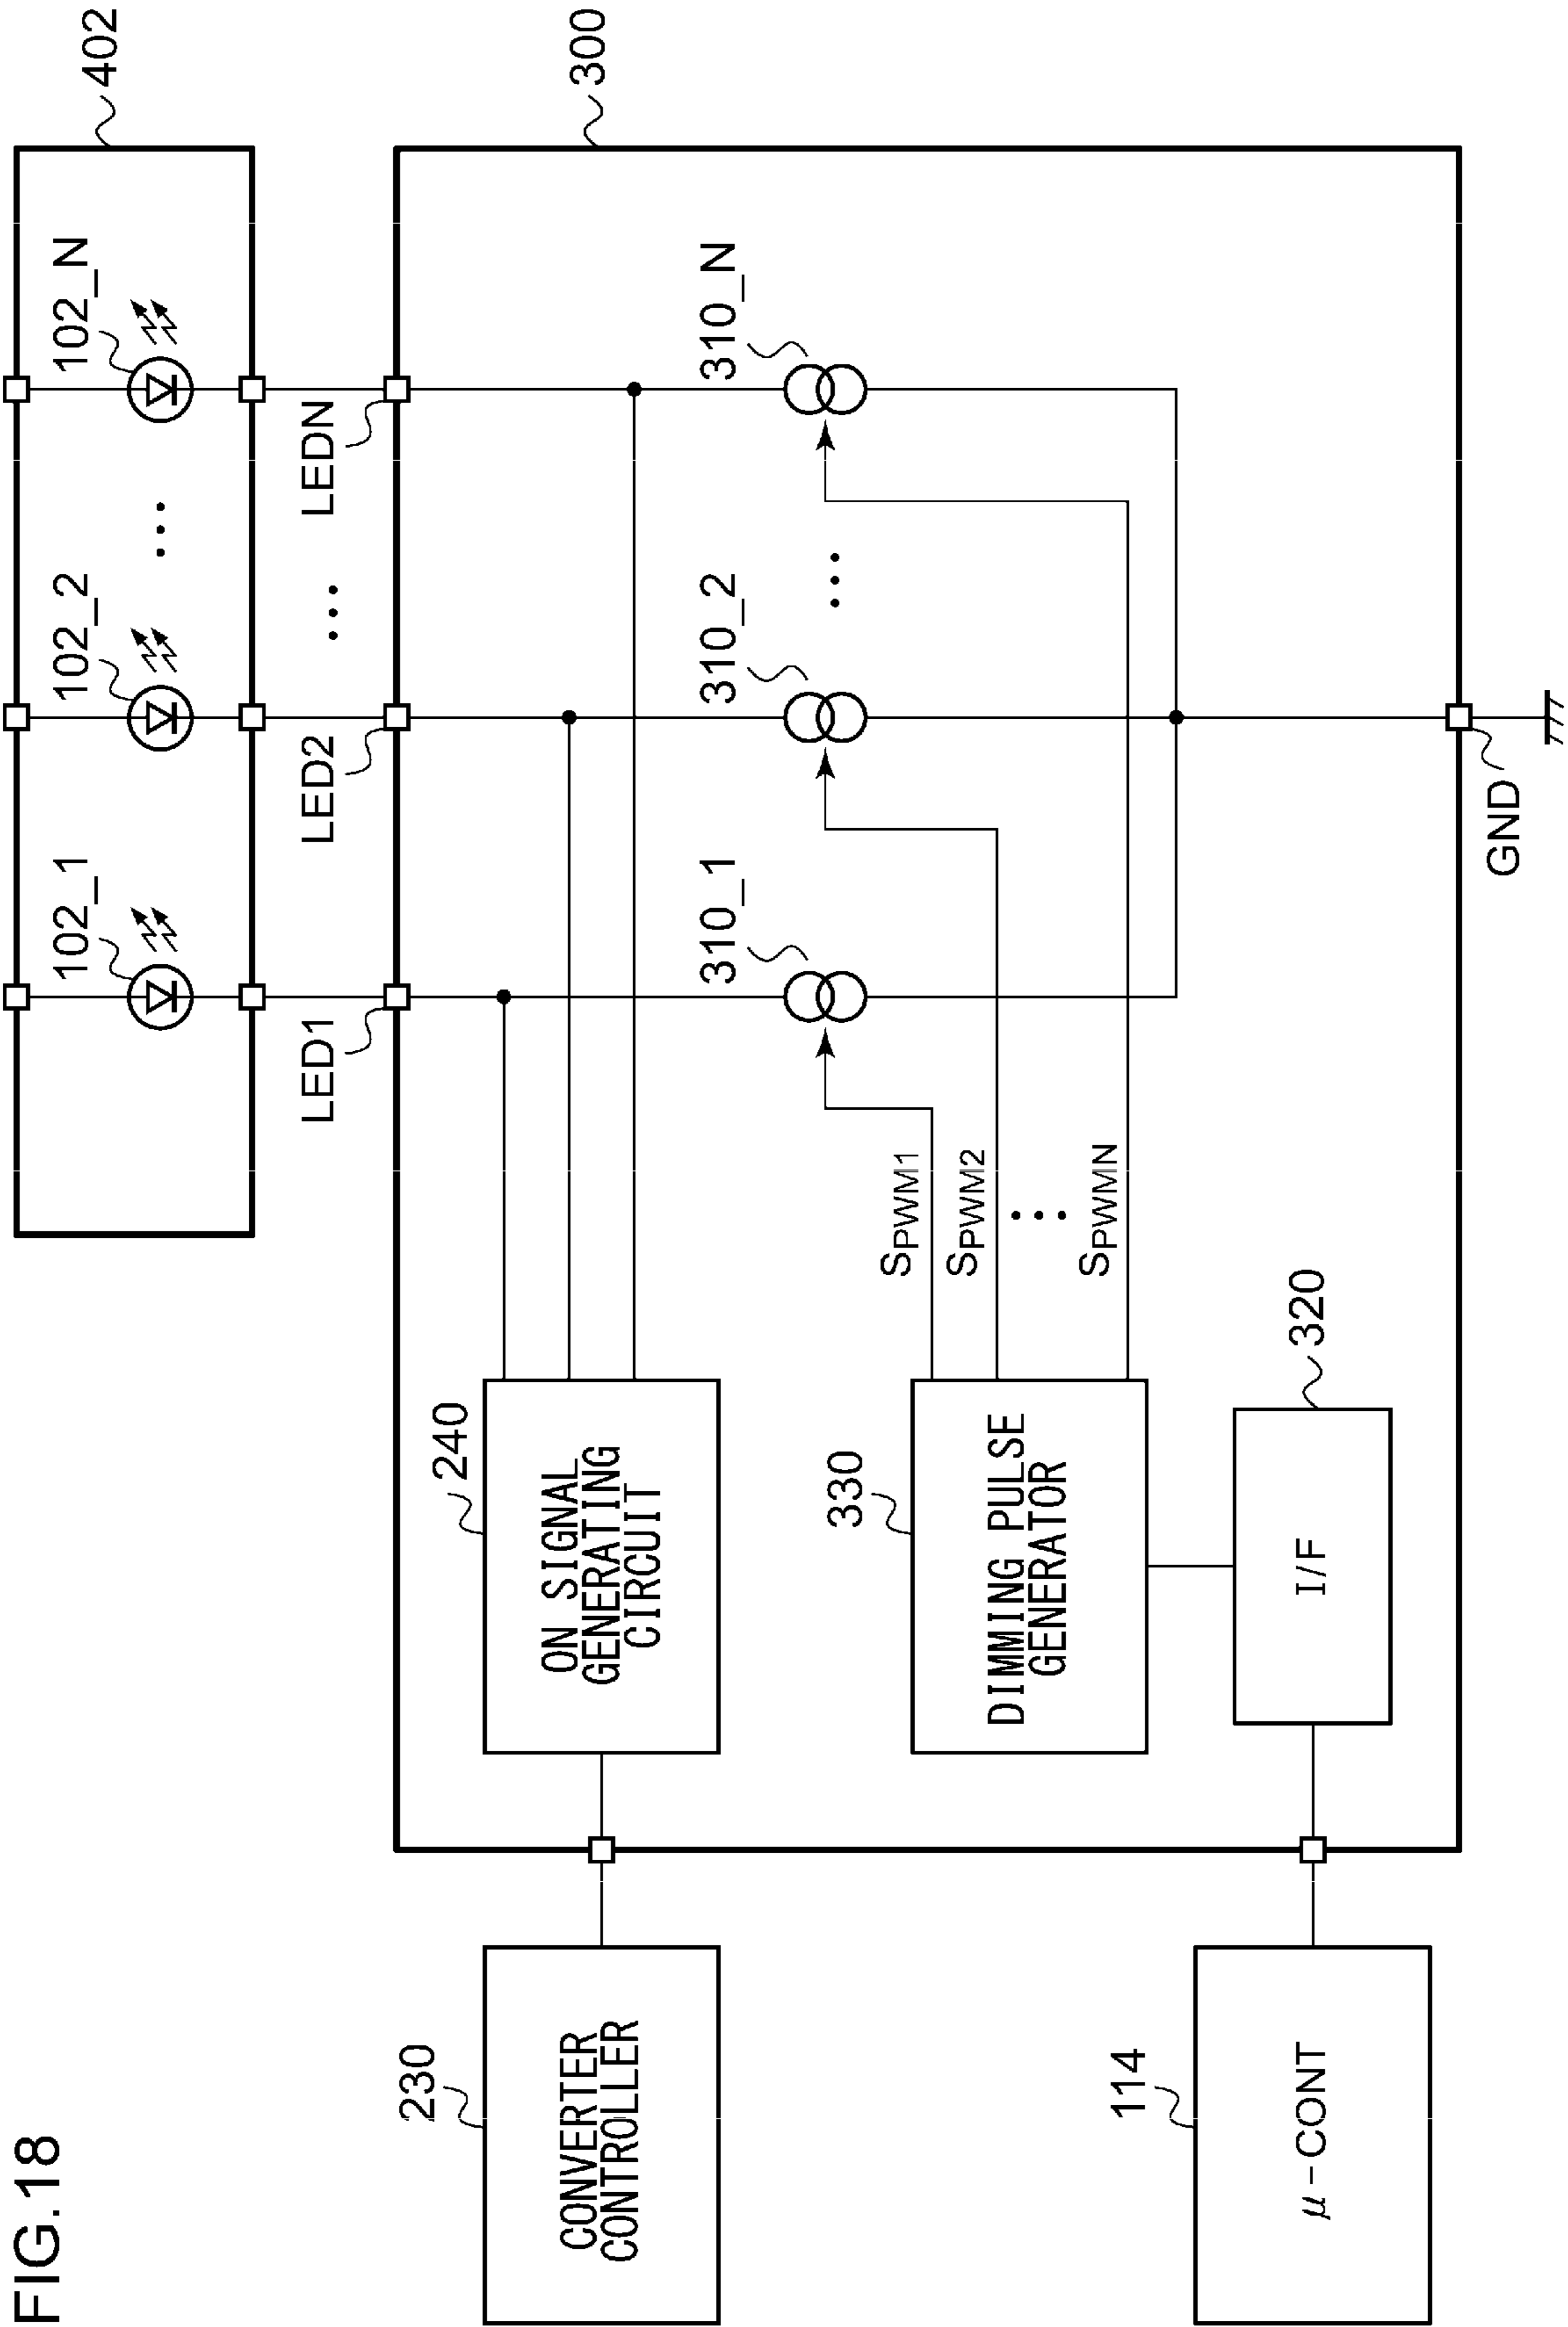 FIG.18
402
102_1
102_2
...
102_N
LED1
LED2
...
LEDN
300
230
CONVERTER
CONTROLLER
240
ON SIGNAL
GENERATING
CIRCUIT
310_1
310_2
...
310_N
330
DIMMING PULSE
GENERATOR
SPWM1
SPWM2
...
SPWMN
114
μ-CONT
320
I/F
GND